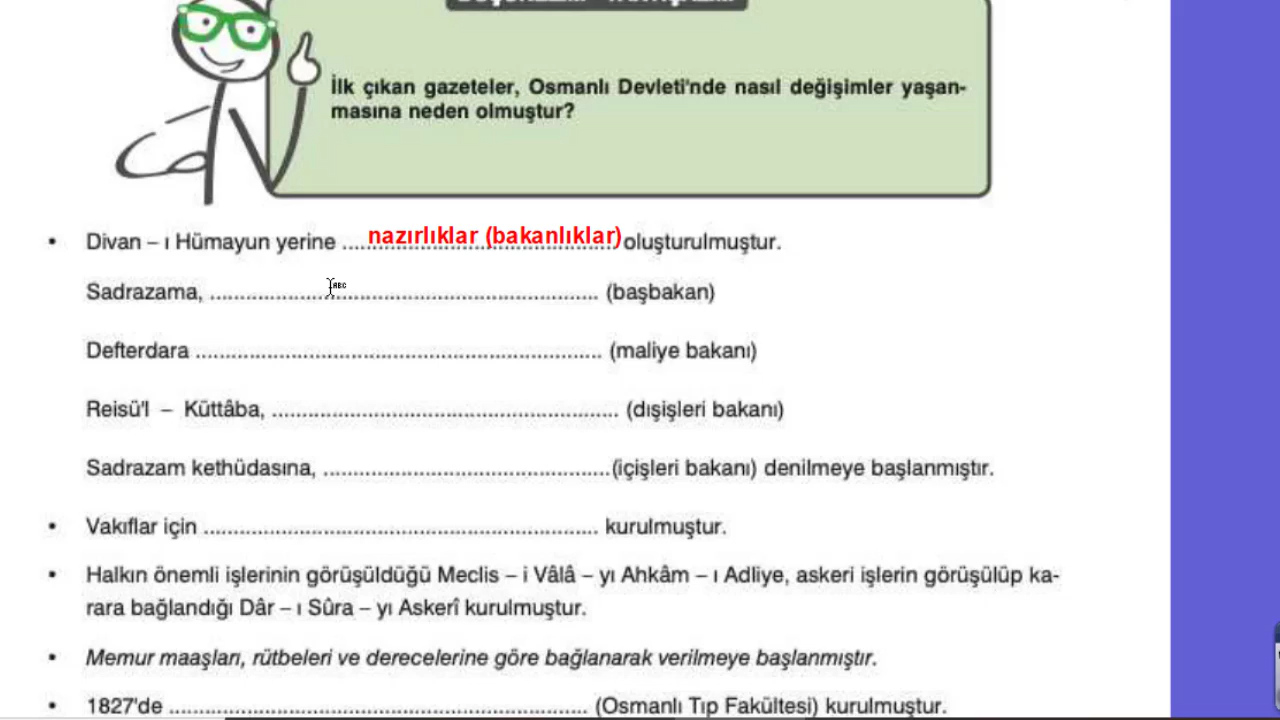 İlk çıkan gazeteler, Osmanlı Devleti'nde nasıl değişimler yaşan-
masına neden olmuştur?
• Divan – ı Hümayun yerine ....nazırlıklar (bakanlıklar) oluşturulmuştur.
Sadrazama, ................................................................. (başbakan)
Defterdara .................................................................... (maliye bakanı)
Reisü'l – Küttâba, .......................................................... (dışişleri bakanı)
Sadrazam kethüdasına, ................................................(içişleri bakanı) denilmeye başlanmıştır.
• Vakıflar için .................................................................. kurulmuştur.
• Halkın önemli işlerinin görüşüldüğü Meclis – i Vâlâ – yı Ahkâm – ı Adliye, askeri işlerin görüşülüp ka-
rara bağlandığı Dâr – ı Sûra – yı Askerî kurulmuştur.
• Memur maaşları, rütbeleri ve derecelerine göre bağlanarak verilmeye başlanmıştır.
• 1827'de ...................................................................... (Osmanlı Tıp Fakültesi) kurulmuştur.